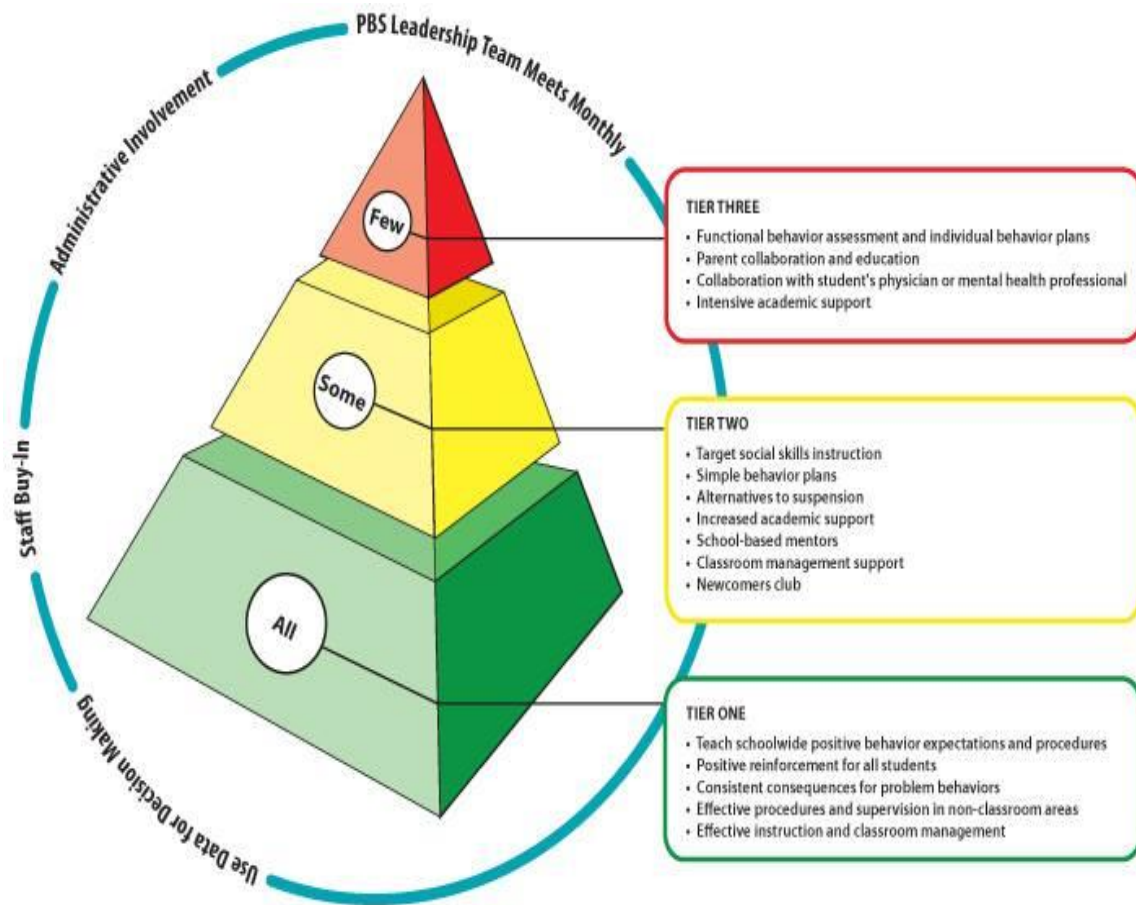 PBS Leadership Team Meets Monthly
Administrative Involvement
Staff Buy-In
Use Data for Decision Making
Few
Some
All
TIER THREE
• Functional behavior assessment and individual behavior plans
• Parent collaboration and education
• Collaboration with student's physician or mental health professional
• Intensive academic support
TIER TWO
• Target social skills instruction
• Simple behavior plans
• Alternatives to suspension
• Increased academic support
• School-based mentors
• Classroom management support
• Newcomers club
TIER ONE
• Teach schoolwide positive behavior expectations and procedures
• Positive reinforcement for all students
• Consistent consequences for problem behaviors
• Effective procedures and supervision in non-classroom areas
• Effective instruction and classroom management